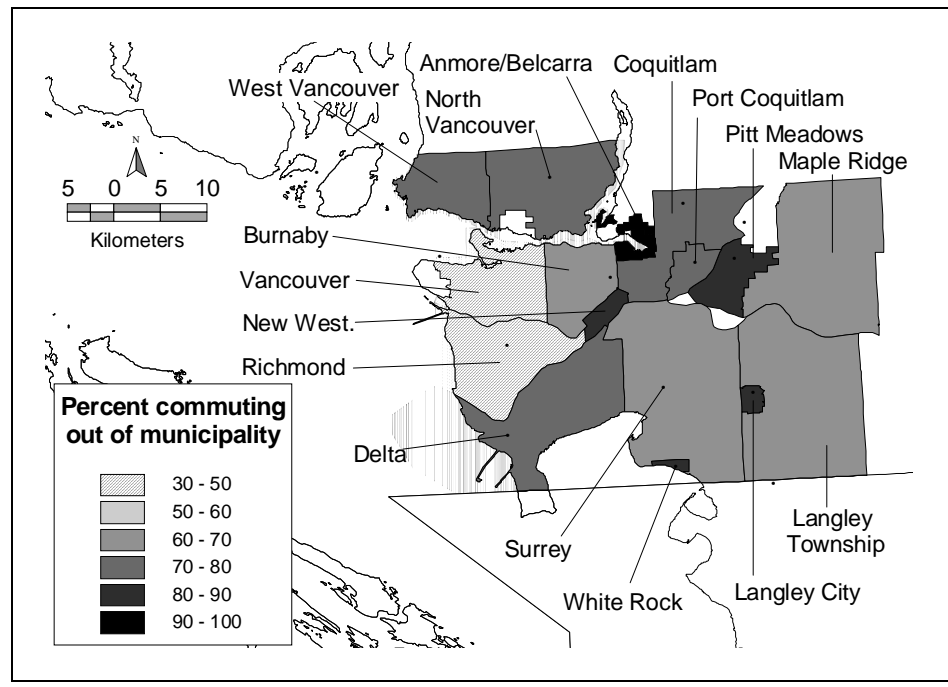 Anmore/Belcarra
Coquitlam
West Vancouver
North
Vancouver
Port Coquitlam
Pitt Meadows
Maple Ridge
N
5 0 5 10
Kilometers
Burnaby
Vancouver
New West.
Richmond
Percent commuting
out of municipality
30 - 50
50 - 60
60 - 70
70 - 80
80 - 90
90 - 100
Delta
Surrey
White Rock
Langley
Township
Langley City